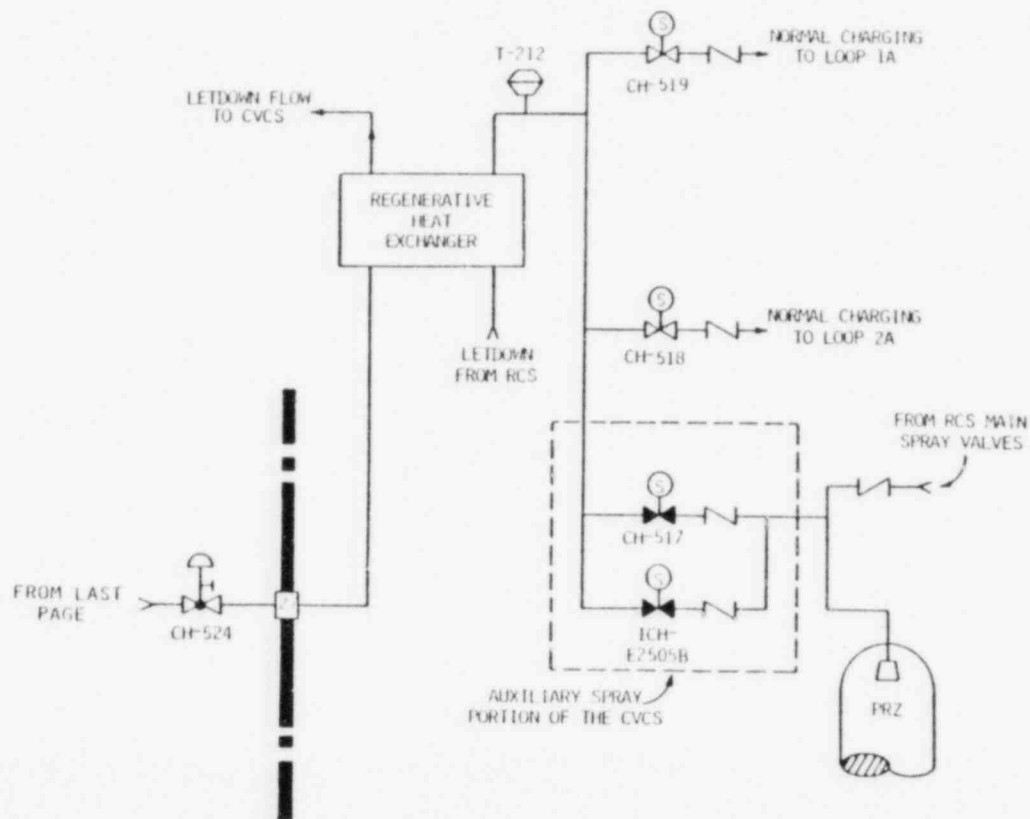 NORMAL CHARGING
TO LOOP 1A
S
CH-519
T-212
LETDOWN FLOW
TO CVCS
REGENERATIVE
HEAT
EXCHANGER
LETDOWN
FROM RCS
S
CH-518
NORMAL CHARGING
TO LOOP 2A
FROM RCS MAIN
SPRAY VALVES
S
CH-517
S
ICH-
E2505B
FROM LAST
PAGE
CH-524
AUXILIARY SPRAY
PORTION OF THE CVCS
PRZ